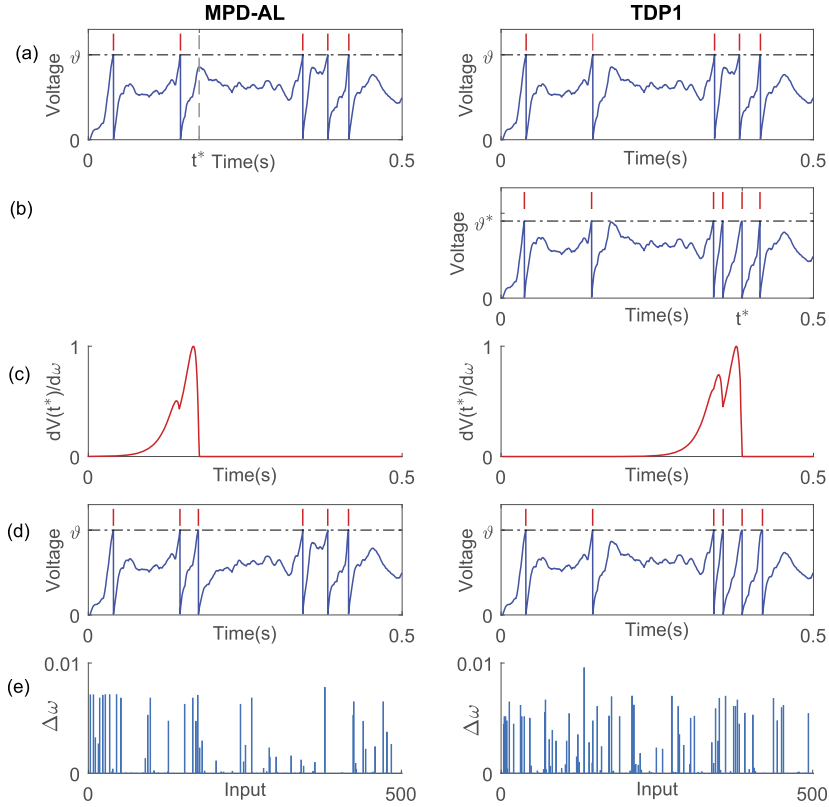 MPD-AL TDP1
(a) Voltage ϑ 0 0 t* Time(s) 0.5 Voltage ϑ 0 0 Time(s) 0.5
(b) Voltage ϑ* 0 0 Time(s) t* 0.5
(c) dV(t*)/dω 1 0 0 Time(s) 0.5 dV(t*)/dω 1 0 0 Time(s) 0.5
(d) Voltage ϑ 0 0 Time(s) 0.5 Voltage ϑ 0 0 Time(s) 0.5
(e) Δω 0.01 0 0 Input 500 Δω 0.01 0 0 Input 500